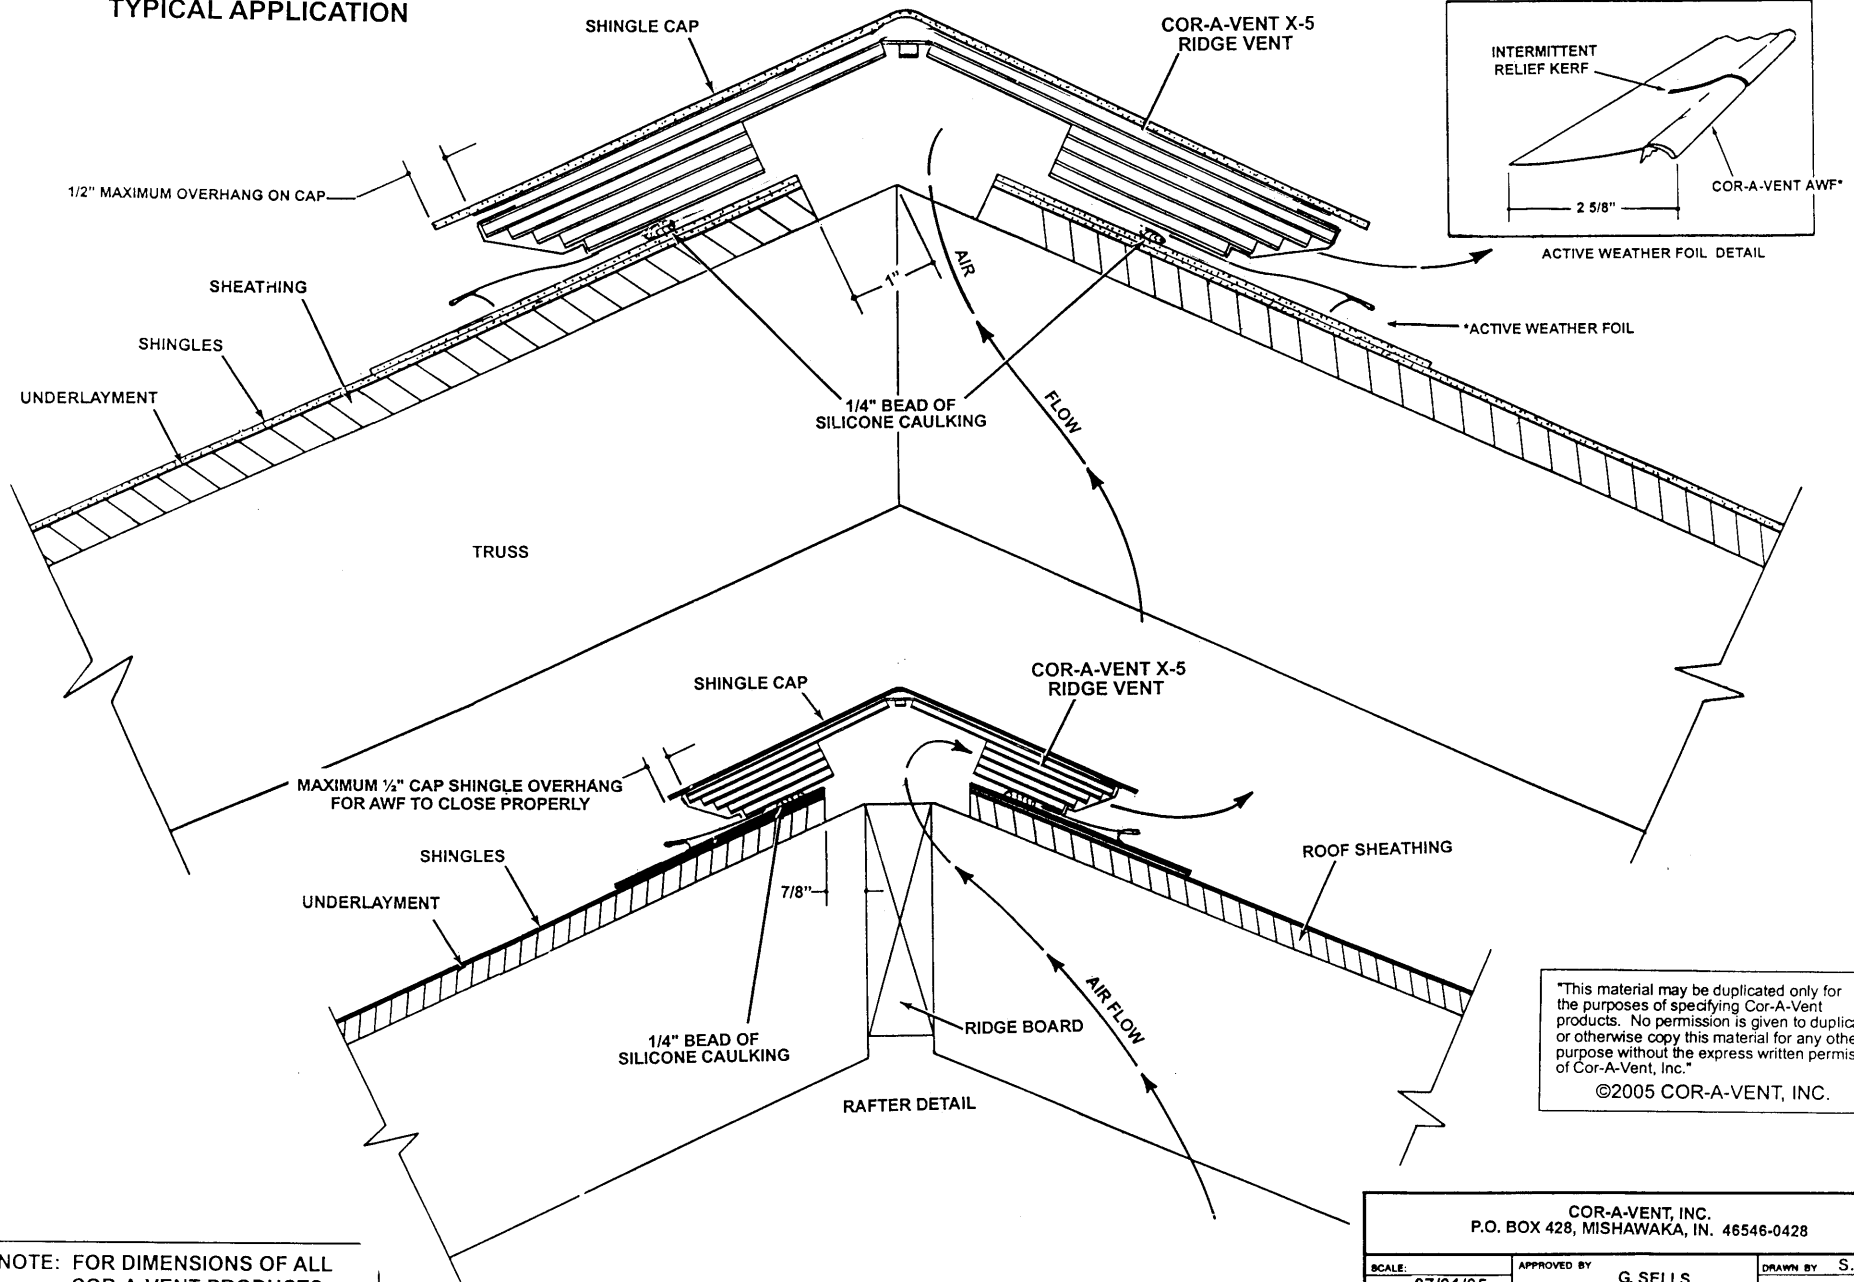 TYPICAL APPLICATION
SHINGLE CAP
COR-A-VENT X-5
RIDGE VENT
INTERMITTENT
RELIEF KERF
COR-A-VENT AWF*
2 5/8"
ACTIVE WEATHER FOIL DETAIL
1/2" MAXIMUM OVERHANG ON CAP
SHEATHING
SHINGLES
UNDERLAYMENT
1"
AIR
FLOW
*ACTIVE WEATHER FOIL
1/4" BEAD OF
SILICONE CAULKING
TRUSS
SHINGLE CAP
COR-A-VENT X-5
RIDGE VENT
MAXIMUM ½" CAP SHINGLE OVERHANG
FOR AWF TO CLOSE PROPERLY
SHINGLES
UNDERLAYMENT
7/8"
ROOF SHEATHING
1/4" BEAD OF
SILICONE CAULKING
RIDGE BOARD
AIR FLOW
RAFTER DETAIL
"This material may be duplicated only for
the purposes of specifying Cor-A-Vent
products. No permission is given to duplica
or otherwise copy this material for any othe
purpose without the express written permis
of Cor-A-Vent, Inc."
©2005 COR-A-VENT, INC.
COR-A-VENT, INC.
P.O. BOX 428, MISHAWAKA, IN. 46546-0428
SCALE:
APPROVED BY
G. SELLS
DRAWN BY S.
NOTE: FOR DIMENSIONS OF ALL
COR-A-VENT PRODUCTS